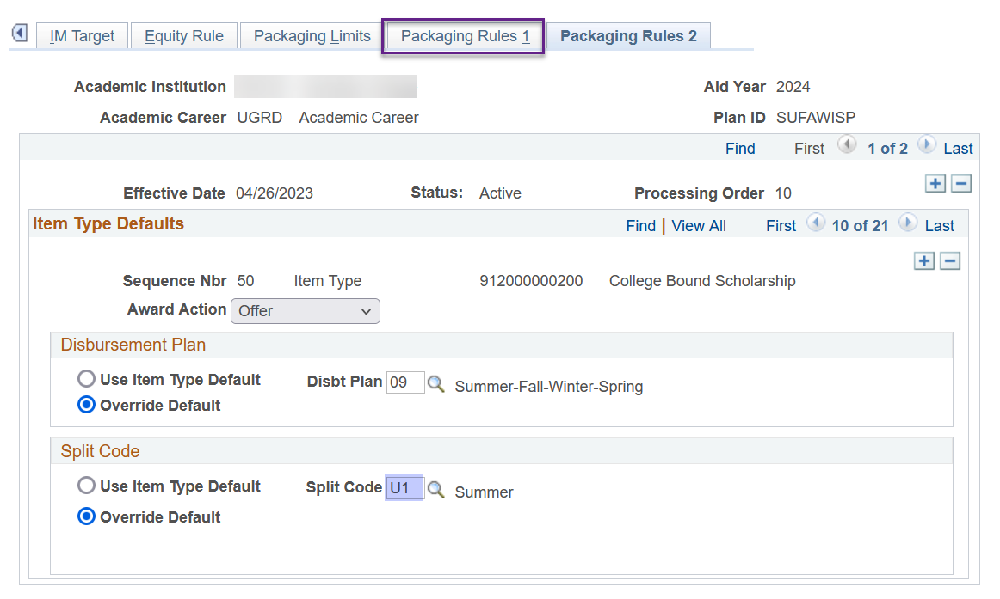 IM Target Equity Rule Packaging Limits Packaging Rules 1 Packaging Rules 2
Academic Institution Aid Year 2024
Academic Career UGRD Academic Career Plan ID SUFAWISP
Find First 1 of 2 Last
Effective Date 04/26/2023 Status: Active Processing Order 10
Item Type Defaults Find | View All First 10 of 21 Last
Sequence Nbr 50 Item Type 912000000200 College Bound Scholarship
Award Action Offer
Disbursement Plan
Use Item Type Default Disbt Plan 09 Summer-Fall-Winter-Spring
Override Default
Split Code
Use Item Type Default Split Code U1 Summer
Override Default